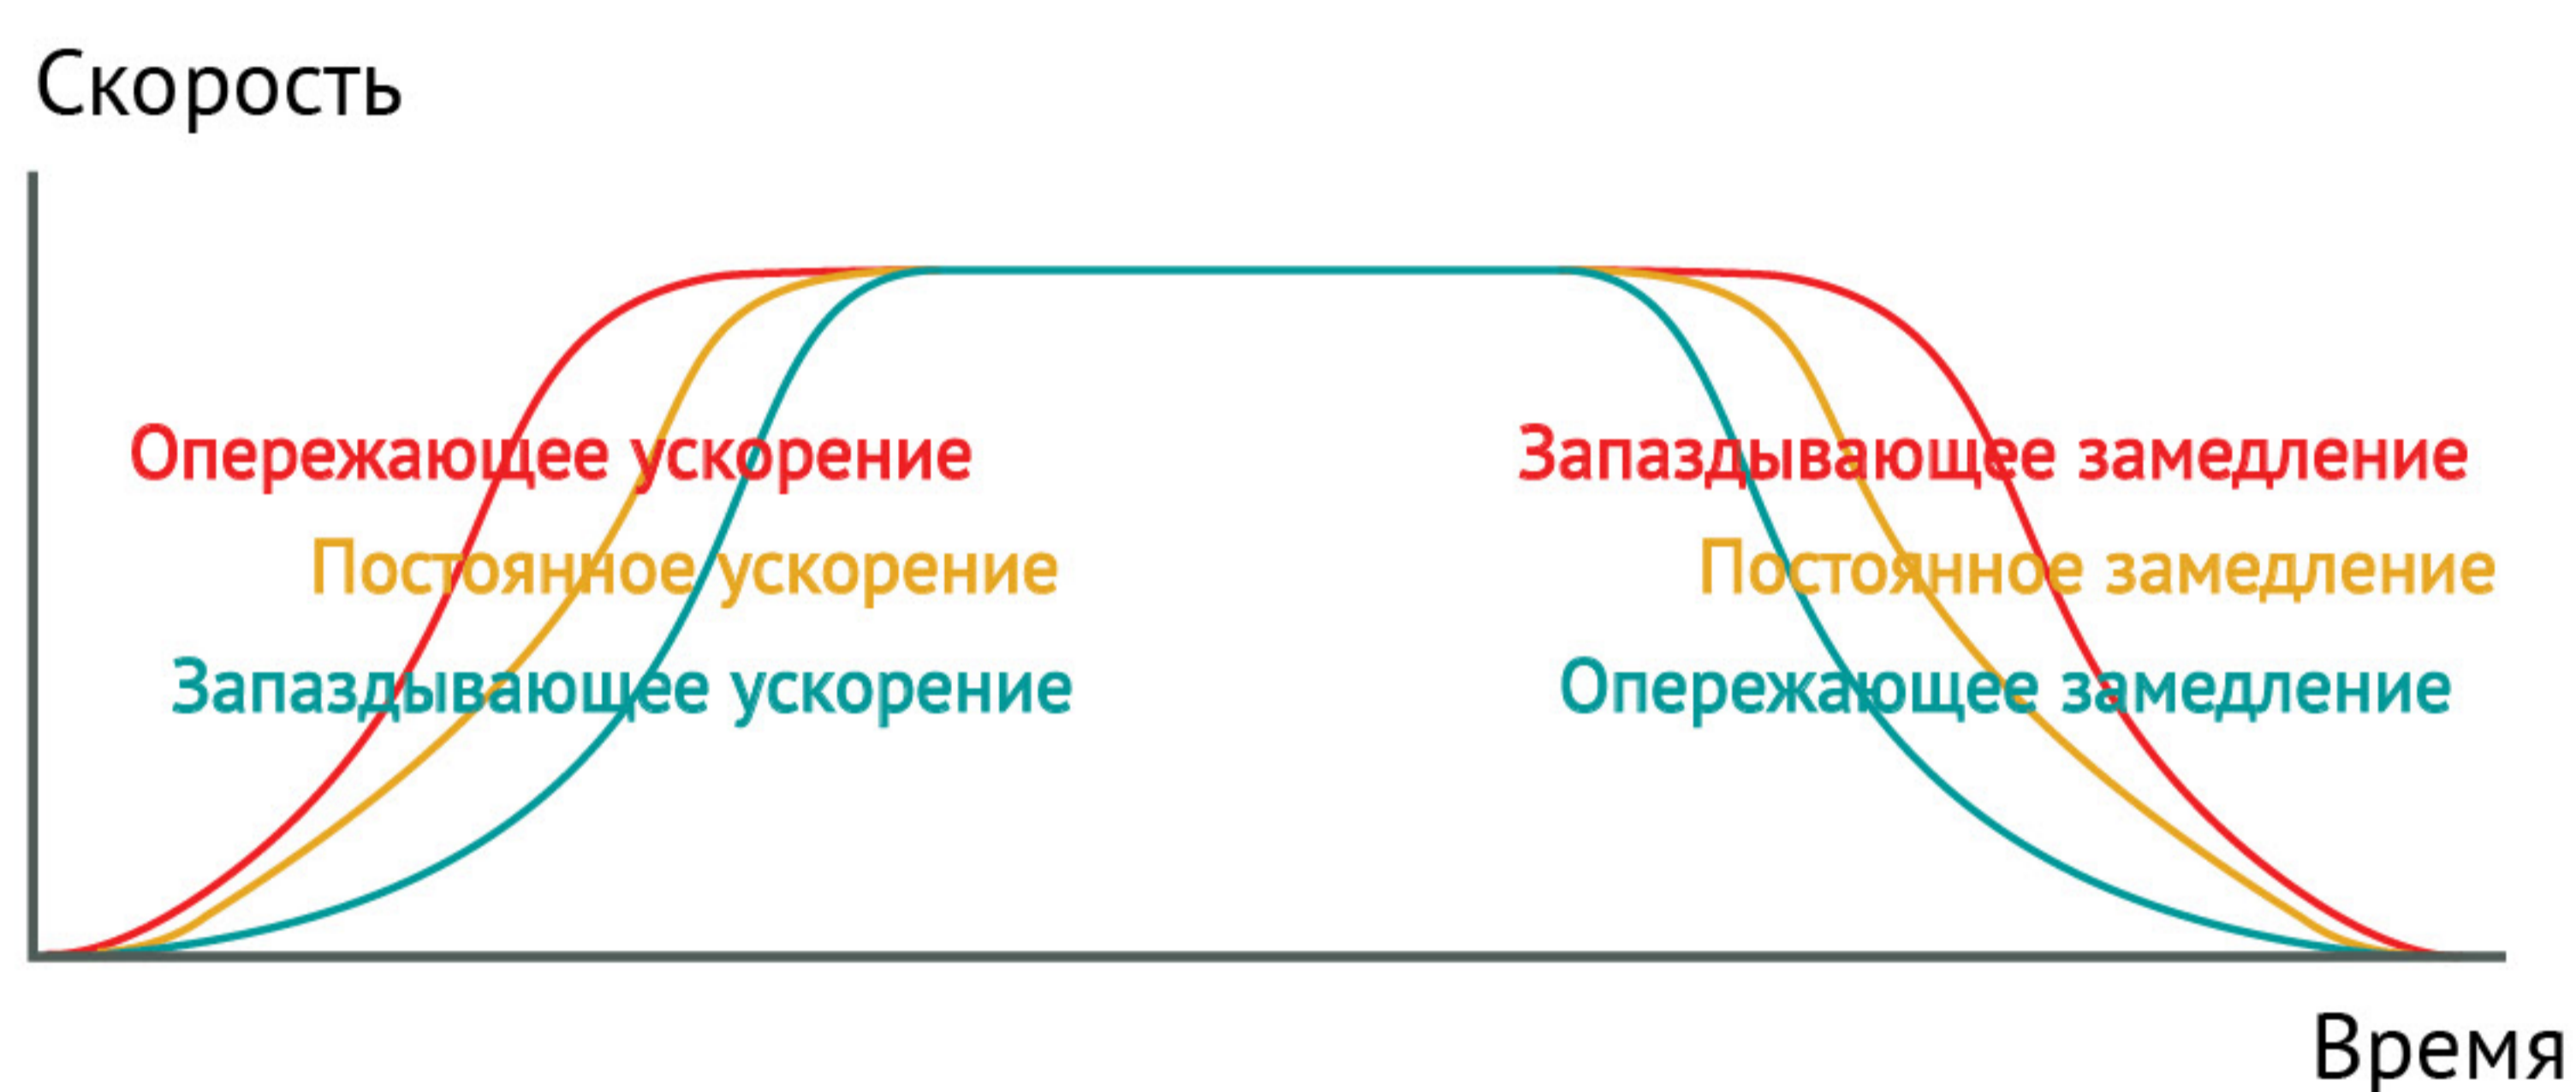 Скорость
Опережающее ускорение
Запаздывающее замедление
Постоянное ускорение
Постоянное замедление
Запаздывающее ускорение
Опережающее замедление
Время